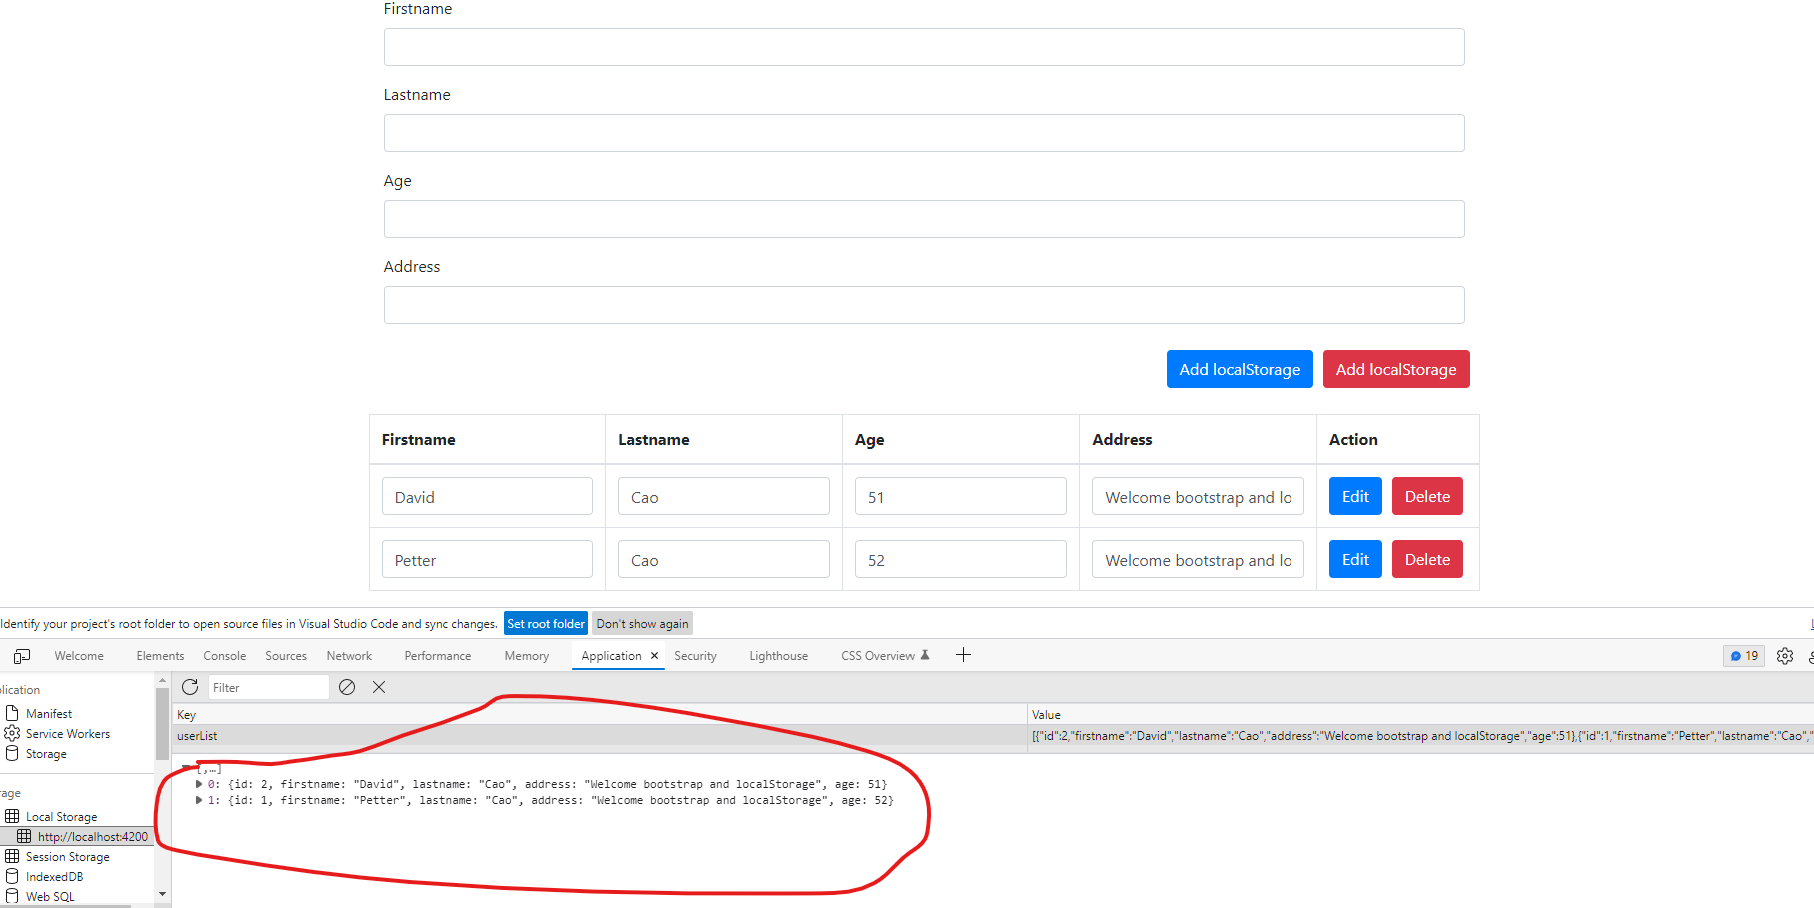 Firstname
Lastname
Age
Address
Add localStorage Add localStorage
Firstname Lastname Age Address Action
David Cao 51 Welcome bootstrap and lo Edit Delete
Petter Cao 52 Welcome bootstrap and lo Edit Delete
Identify your project's root folder to open source files in Visual Studio Code and sync changes. Set root folder Don't show again
Welcome Elements Console Sources Network Performance Memory Application Security Lighthouse CSS Overview 19
plication
Filter
Manifest
Service Workers
Storage
Key Value
userList [{"id":2,"firstname":"David","lastname":"Cao","address":"Welcome bootstrap and localStorage","age":51},{"id":1,"firstname":"Petter","lastname":"Cao","
[,…]
0: {id: 2, firstname: "David", lastname: "Cao", address: "Welcome bootstrap and localStorage", age: 51}
1: {id: 1, firstname: "Petter", lastname: "Cao", address: "Welcome bootstrap and localStorage", age: 52}
rage
Local Storage
http://localhost:4200
Session Storage
IndexedDB
Web SQL